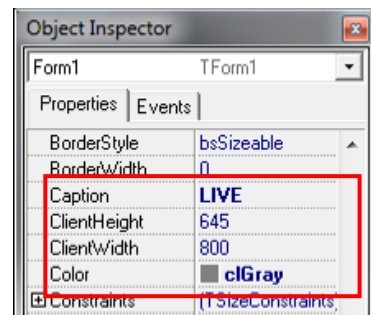 Object Inspector
Form1 TForm1
Properties Events
BorderStyle bsSizeable
BorderWidth 0
Caption LIVE
ClientHeight 645
ClientWidth 800
Color clGray
Constraints (TSizeConstraints)